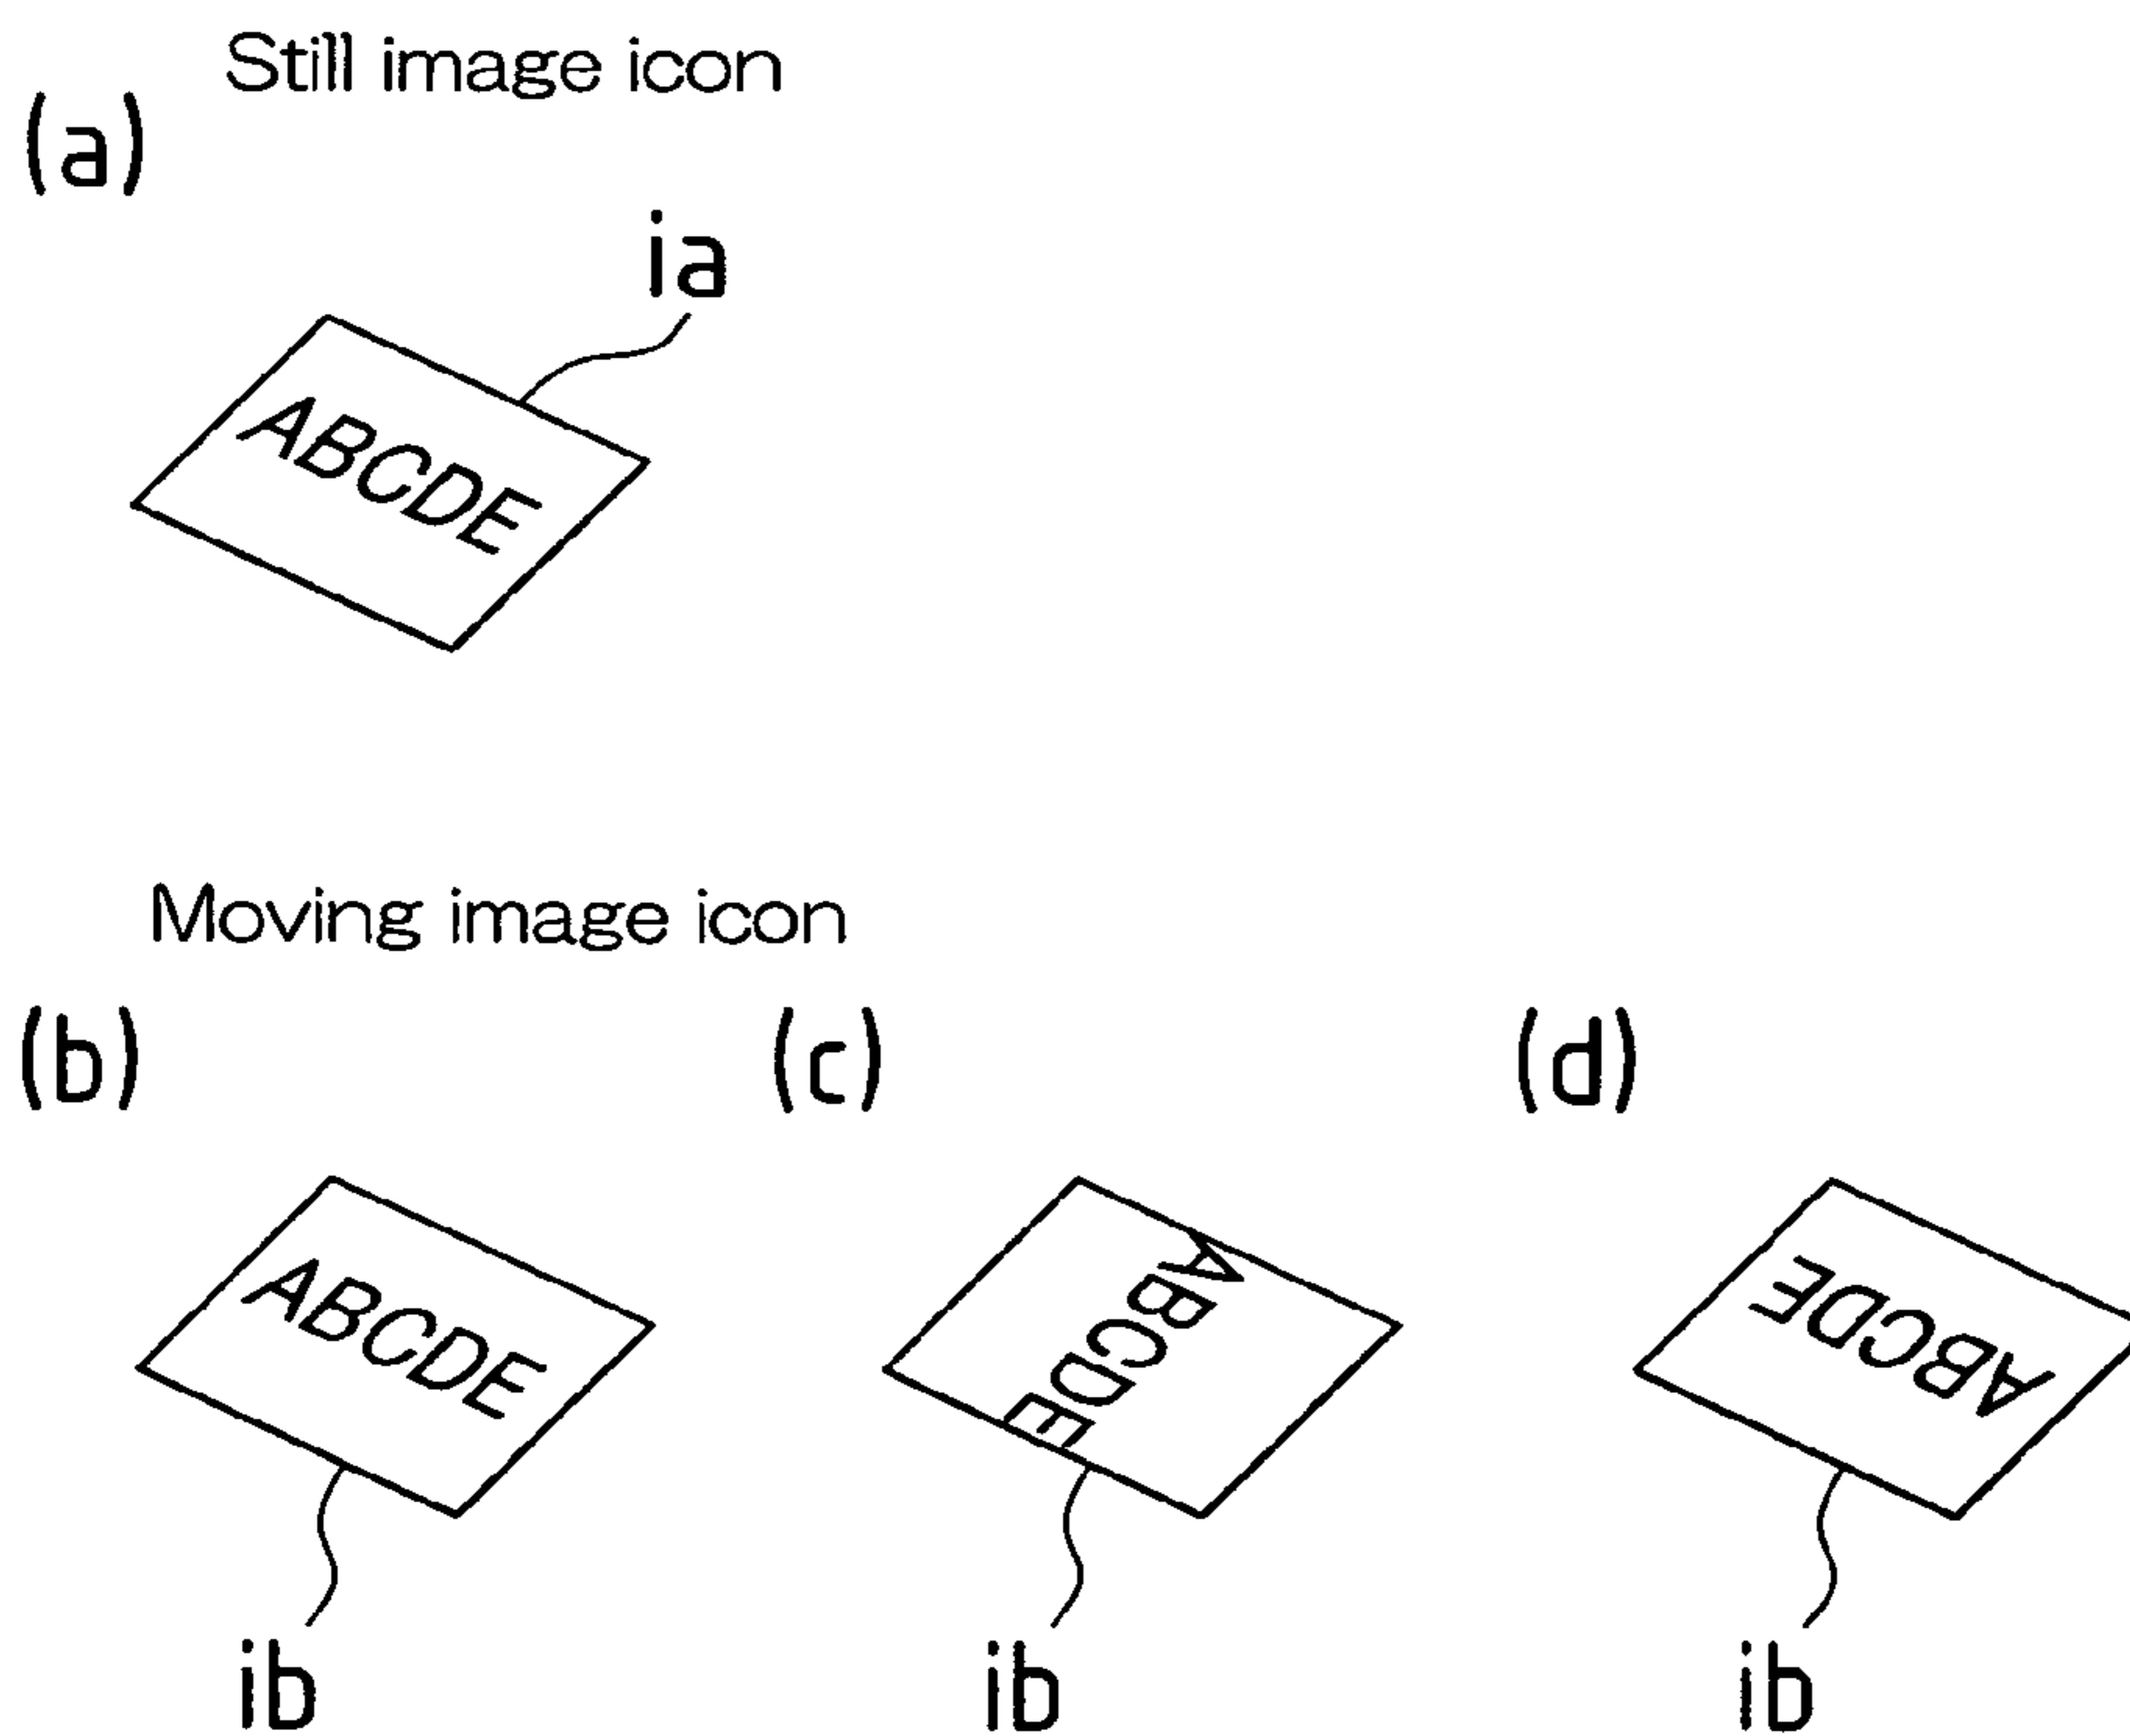 Still image icon
(a)
ia
ABCDE
Moving image icon
(b) (c) (d)
ABCDE ABCDE ABCDE
ib ib ib